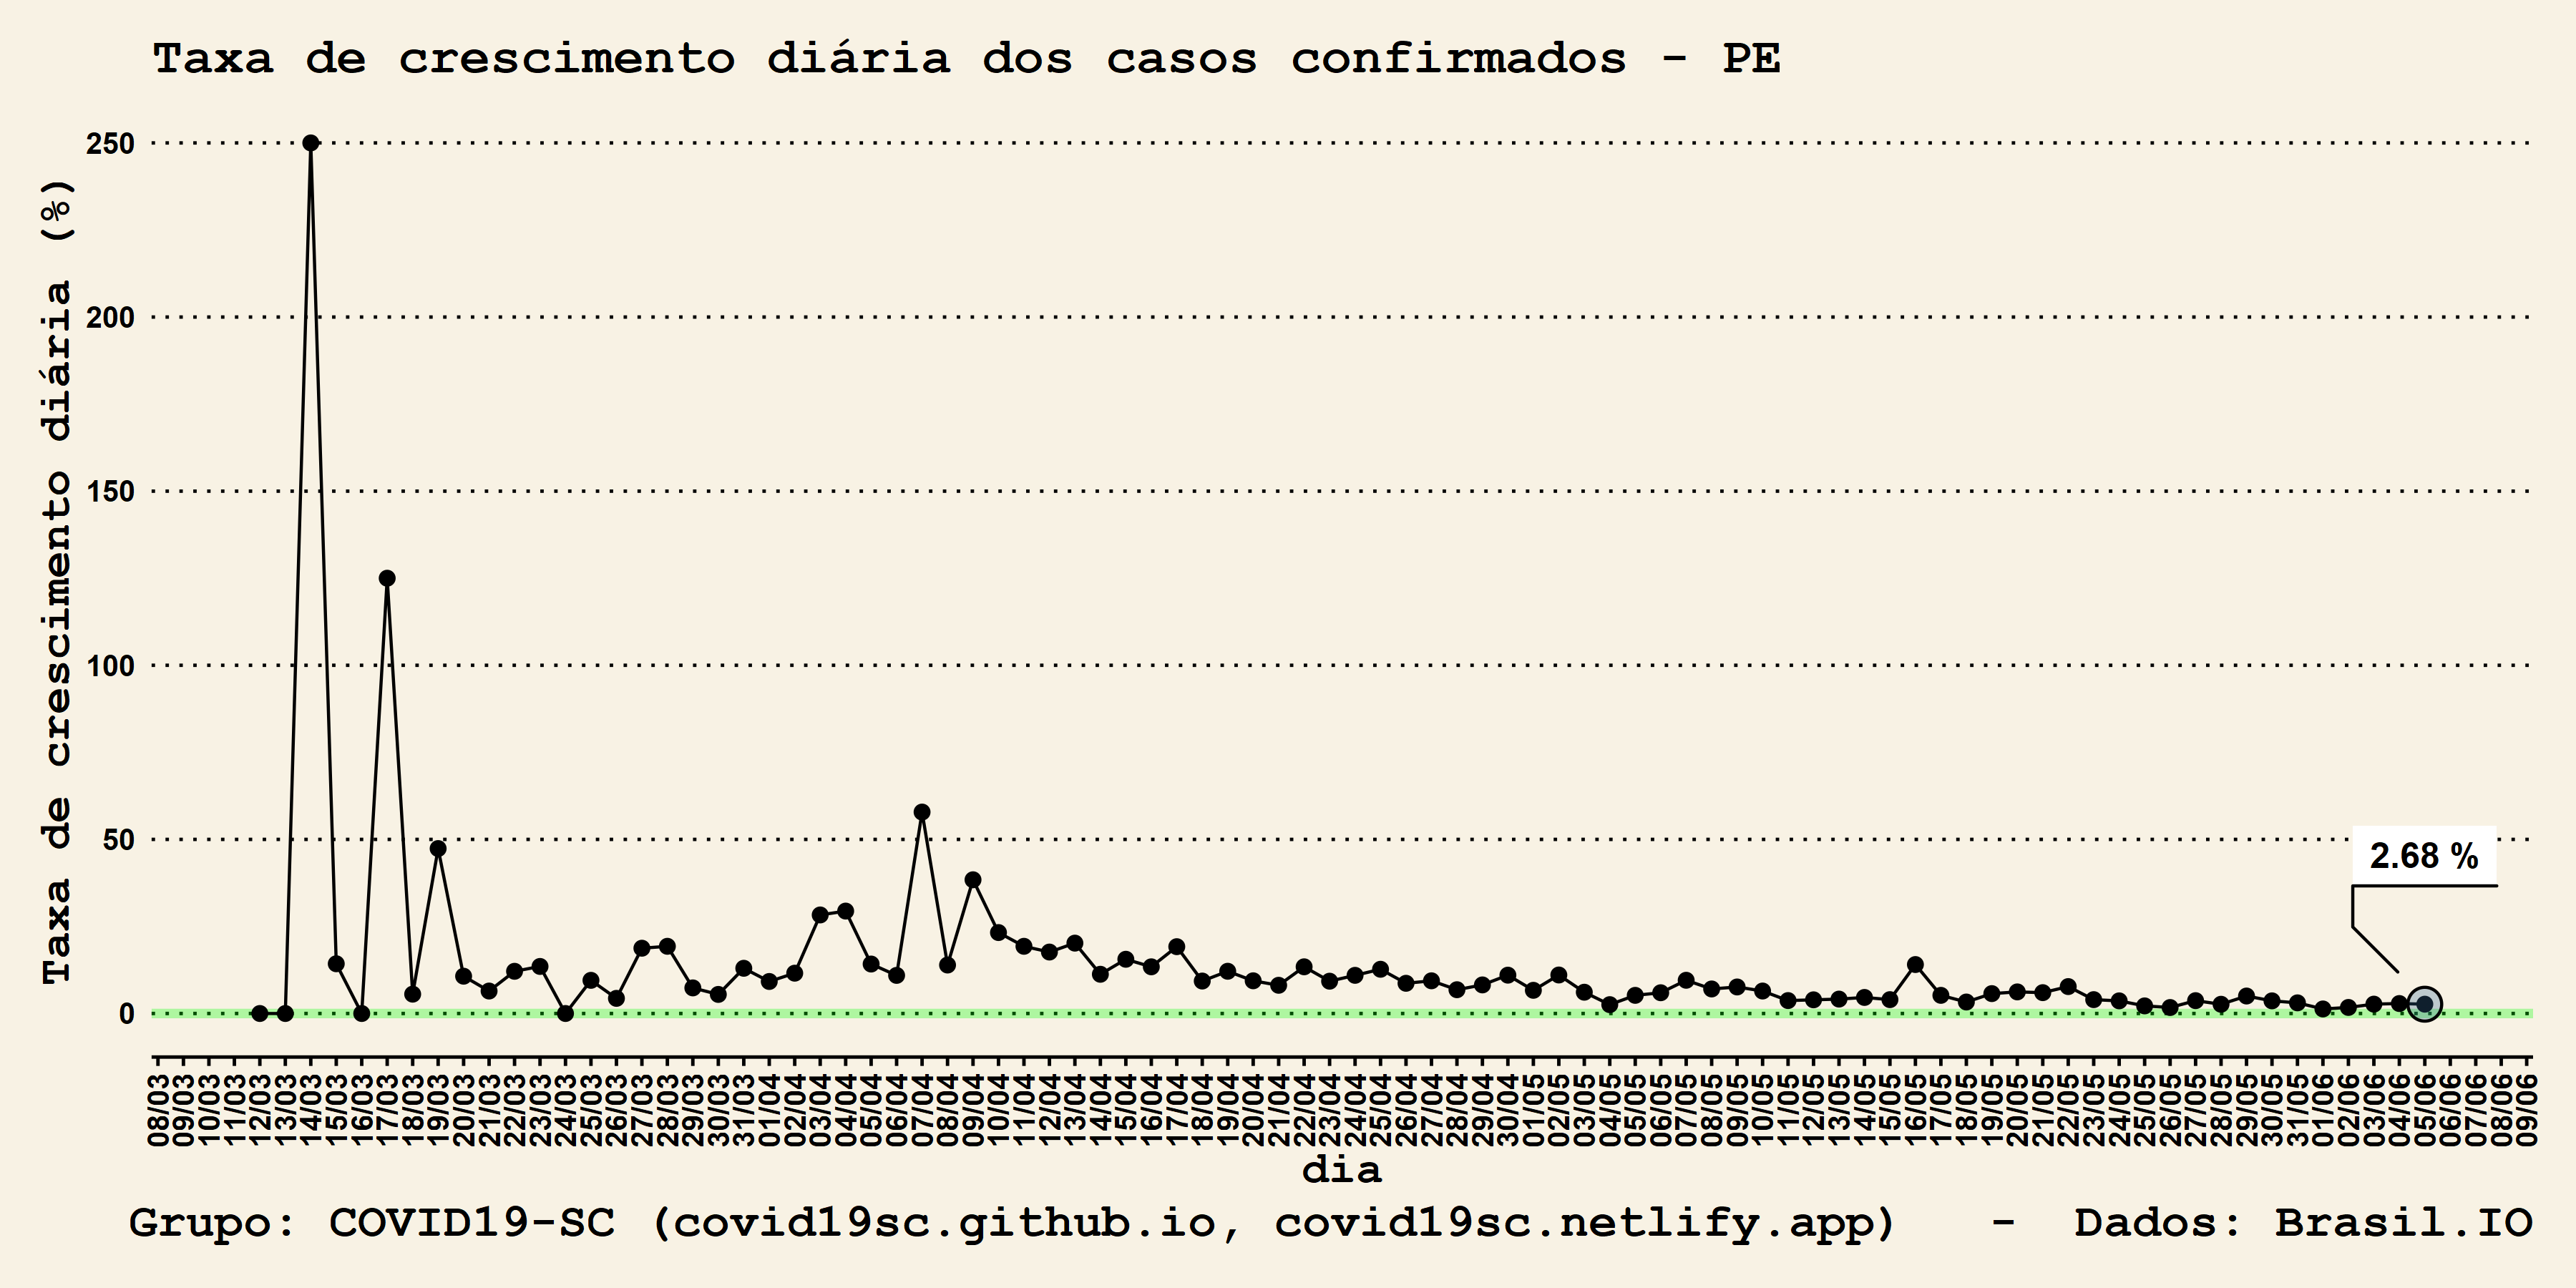 Taxa de crescimento diária dos casos confirmados - PE
Taxa de crescimento diária (%)
250
200
150
100
50
0
2.68 %
08/03 09/03 10/03 11/03 12/03 13/03 14/03 15/03 16/03 17/03 18/03 19/03 20/03 21/03 22/03 23/03 24/03 25/03 26/03 27/03 28/03 29/03 30/03 31/03 01/04 02/04 03/04 04/04 05/04 06/04 07/04 08/04 09/04 10/04 11/04 12/04 13/04 14/04 15/04 16/04 17/04 18/04 19/04 20/04 21/04 22/04 23/04 24/04 25/04 26/04 27/04 28/04 29/04 30/04 01/05 02/05 03/05 04/05 05/05 06/05 07/05 08/05 09/05 10/05 11/05 12/05 13/05 14/05 15/05 16/05 17/05 18/05 19/05 20/05 21/05 22/05 23/05 24/05 25/05 26/05 27/05 28/05 29/05 30/05 31/05 01/06 02/06 03/06 04/06 05/06 06/06 07/06 08/06 09/06
dia
Grupo: COVID19-SC (covid19sc.github.io, covid19sc.netlify.app) - Dados: Brasil.IO